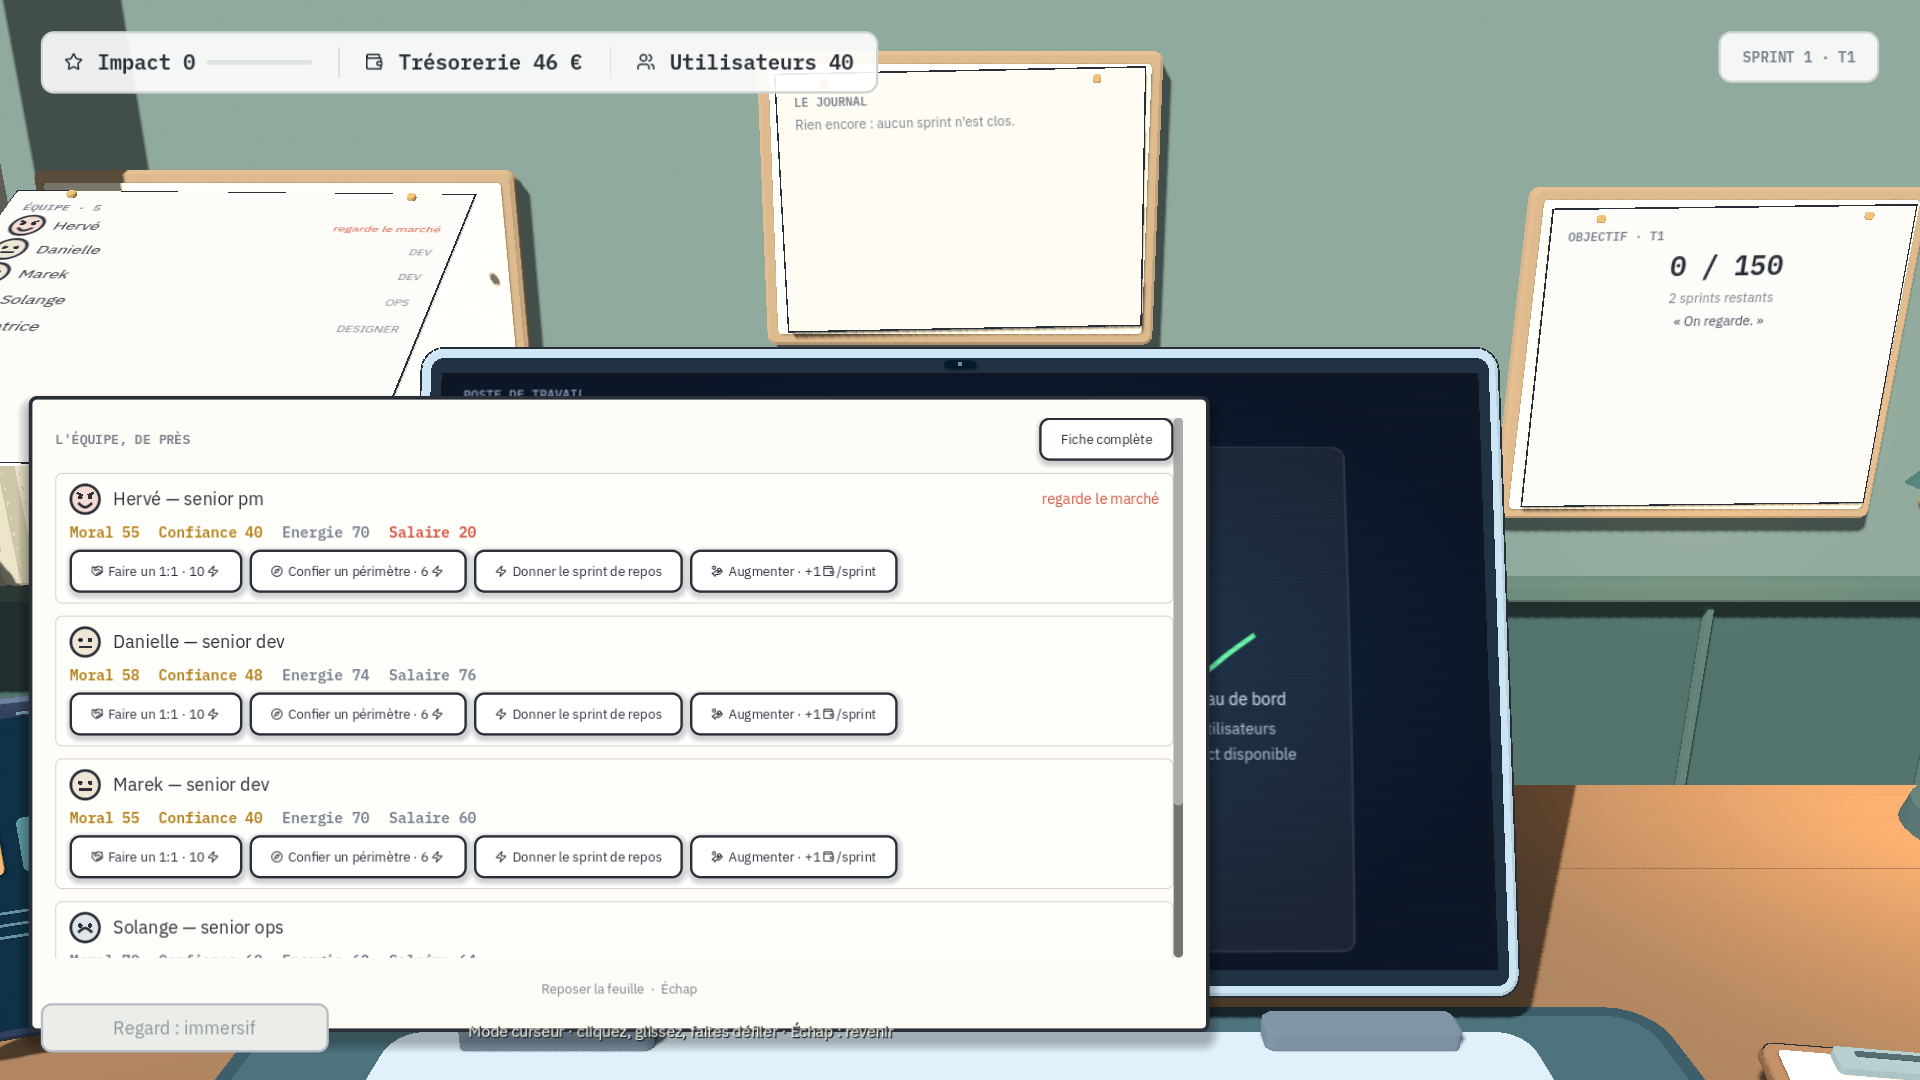 Impact 0
Trésorerie 46 €
Utilisateurs 40
SPRINT 1 · T1
LE JOURNAL
Rien encore : aucun sprint n'est clos.
ÉQUIPE · 5
Hervé regarde le marché
Danielle DEV
Marek DEV
Solange OPS
DESIGNER
OBJECTIF · T1
0 / 150
2 sprints restants
« On regarde. »
POSTE DE TRAVAIL
L'ÉQUIPE, DE PRÈS
Fiche complète
Hervé — senior pm
regarde le marché
Moral 55 Confiance 40 Energie 70 Salaire 20
Faire un 1:1 · 10
Confier un périmètre · 6
Donner le sprint de repos
Augmenter · +1 /sprint
Danielle — senior dev
Moral 58 Confiance 48 Energie 74 Salaire 76
Faire un 1:1 · 10
Confier un périmètre · 6
Donner le sprint de repos
Augmenter · +1 /sprint
Marek — senior dev
Moral 55 Confiance 40 Energie 70 Salaire 60
Faire un 1:1 · 10
Confier un périmètre · 6
Donner le sprint de repos
Augmenter · +1 /sprint
Solange — senior ops
au de bord
tilisateurs
ct disponible
Reposer la feuille · Échap
Regard : immersif
Mode curseur · cliquez, glissez, faites défiler · Échap : revenir